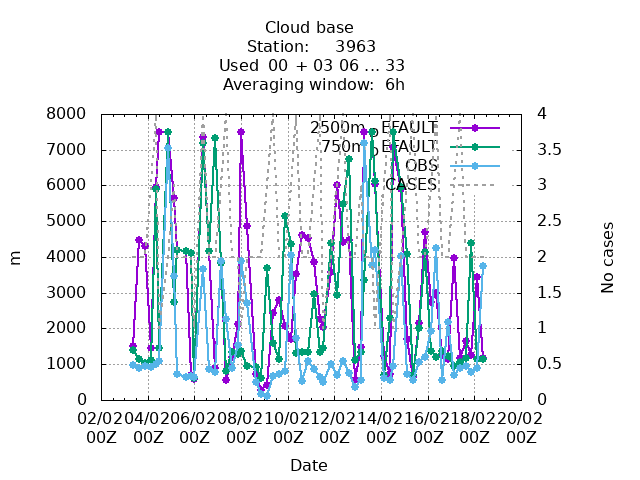 Cloud base
Station: 3963
Used 00 + 03 06 ... 33
Averaging window: 6h
8000 4
2500m
7000 3.5
750m
OBS
6000 3
CASES
5000 2.5
4000 2
m No cases
3000 1.5
2000 1
1000 0.5
0 0
02/02 04/02 06/02 08/02 10/02 12/02 14/02 16/02 18/02 20/02
00Z 00Z 00Z 00Z 00Z 00Z 00Z 00Z 00Z 00Z
Date